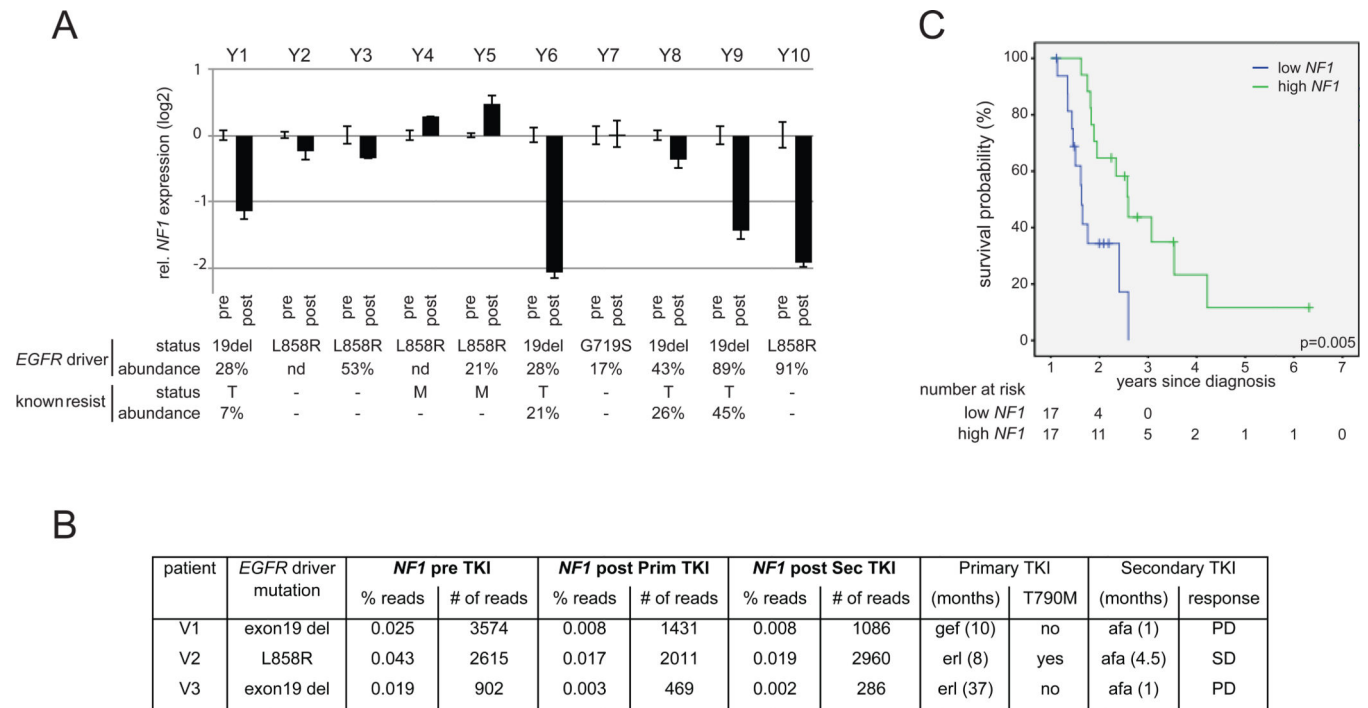 A
Y1 Y2 Y3 Y4 Y5 Y6 Y7 Y8 Y9 Y10
rel. NF1 expression (log2)
1
0
-1
-2
pre post pre post pre post pre post pre post pre post pre post pre post pre post pre post
EGFR driver
status 19del L858R L858R L858R L858R 19del G719S 19del 19del L858R
abundance 28% nd 53% nd 21% 28% 17% 43% 89% 91%
known resist
status T - - M M T - T T -
abundance 7% - - - - 21% - 26% 45% -
C
survival probability (%)
100
80
60
40
20
0
low NF1
high NF1
p=0.005
1 2 3 4 5 6 7
years since diagnosis
number at risk
low NF1 17 4 0
high NF1 17 11 5 2 1 1 0
B
patient EGFR driver mutation NF1 pre TKI NF1 post Prim TKI NF1 post Sec TKI Primary TKI Secondary TKI
% reads # of reads % reads # of reads % reads # of reads (months) T790M (months) response
V1 exon19 del 0.025 3574 0.008 1431 0.008 1086 gef (10) no afa (1) PD
V2 L858R 0.043 2615 0.017 2011 0.019 2960 erl (8) yes afa (4.5) SD
V3 exon19 del 0.019 902 0.003 469 0.002 286 erl (37) no afa (1) PD